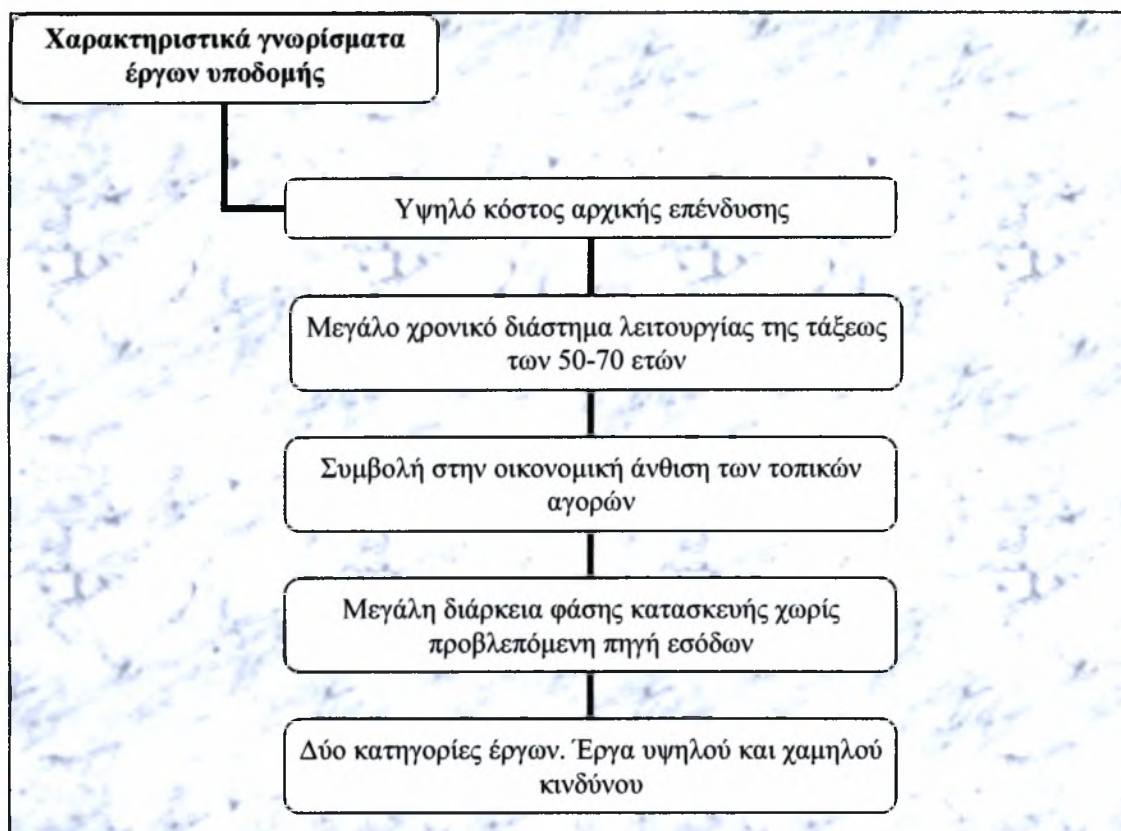 Χαρακτηριστικά γνωρίσματα
έργων υποδομής
Υψηλό κόστος αρχικής επένδυσης
Μεγάλο χρονικό διάστημα λειτουργίας της τάξεως
των 50-70 ετών
Συμβολή στην οικονομική άνθιση των τοπικών
αγορών
Μεγάλη διάρκεια φάσης κατασκευής χωρίς
προβλεπόμενη πηγή εσόδων
Δύο κατηγορίες έργων. Έργα υψηλού και χαμηλού
κινδύνου